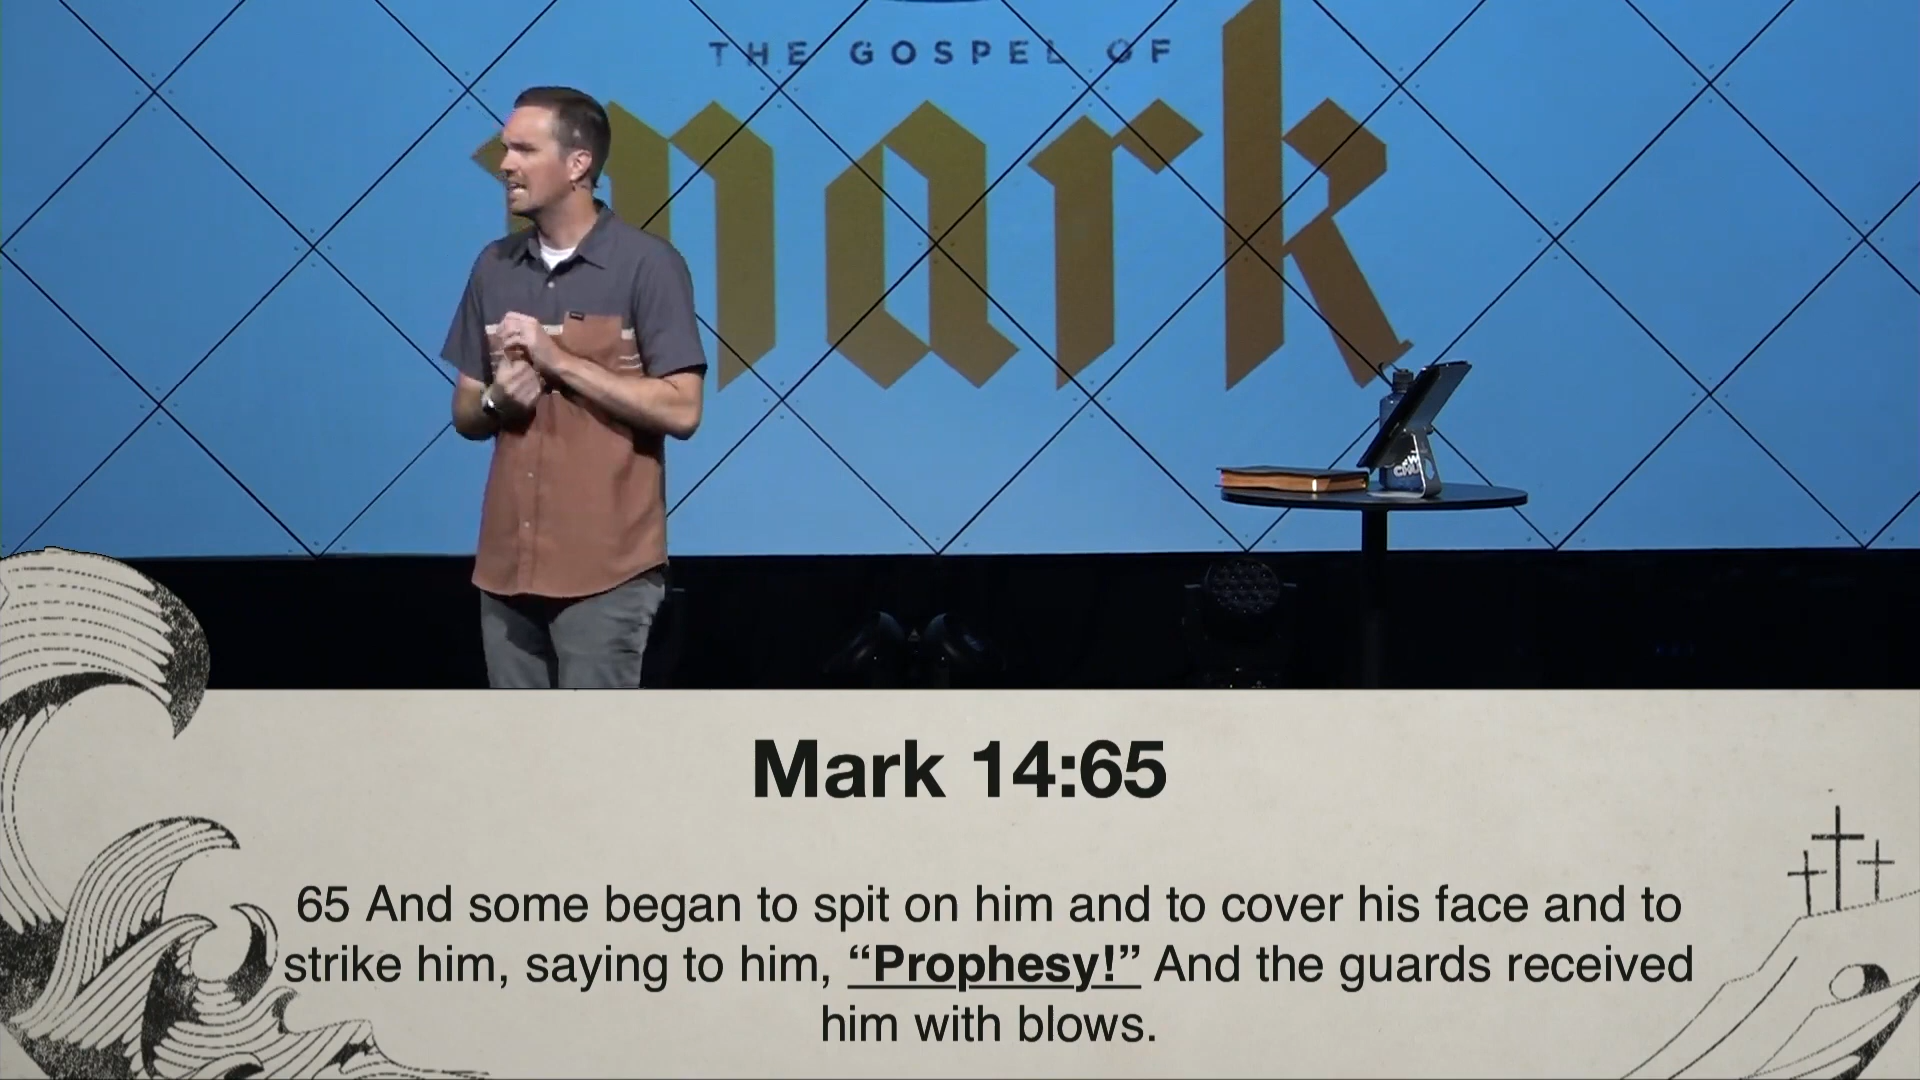 THE GOSPEL OF
mark
Mark 14:65
65 And some began to spit on him and to cover his face and to
strike him, saying to him, “Prophesy!” And the guards received
him with blows.